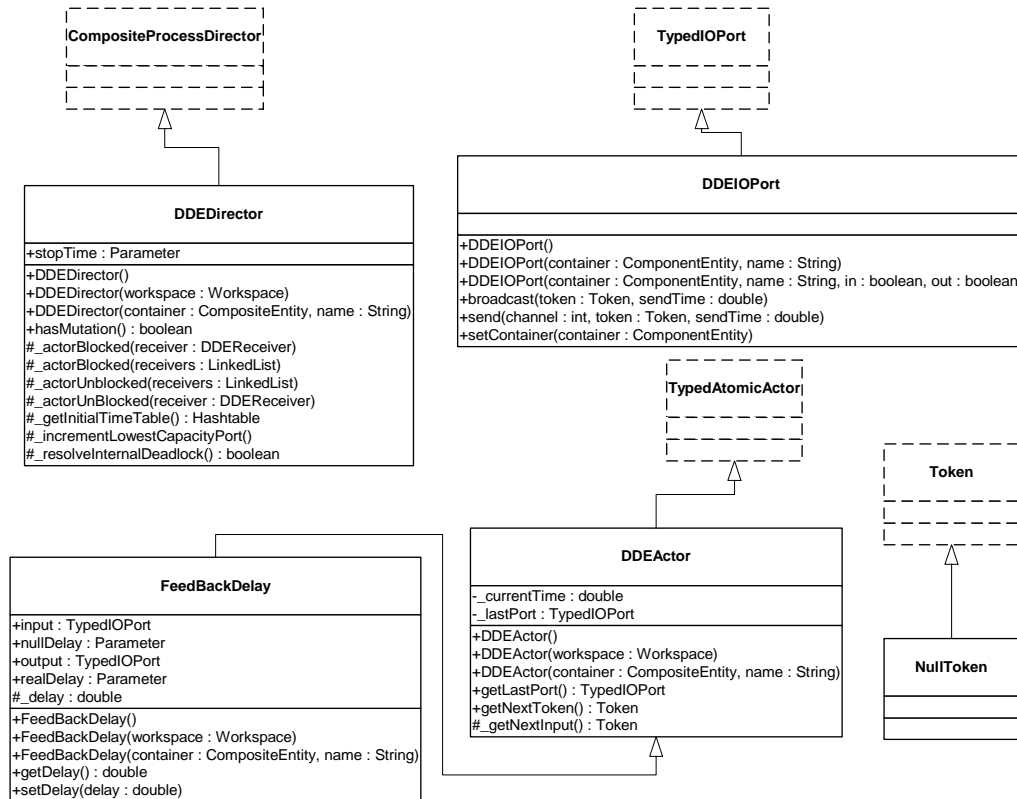 CompositeProcessDirector
TypedIOPort
DDEDirector
+stopTime : Parameter
+DDEDirector()
+DDEDirector(workspace : Workspace)
+DDEDirector(container : CompositeEntity, name : String)
+hasMutation() : boolean
#_actorBlocked(receiver : DDEReceiver)
#_actorBlocked(receivers : LinkedList)
#_actorUnblocked(receivers : LinkedList)
#_actorUnBlocked(receiver : DDEReceiver)
#_getInitialTimeTable() : Hashtable
#_incrementLowestCapacityPort()
#_resolveInternalDeadlock() : boolean
DDEIOPort
+DDEIOPort()
+DDEIOPort(container : ComponentEntity, name : String)
+DDEIOPort(container : ComponentEntity, name : String, in : boolean, out : boolean
+broadcast(token : Token, sendTime : double)
+send(channel : int, token : Token, sendTime : double)
+setContainer(container : ComponentEntity)
TypedAtomicActor
Token
FeedBackDelay
+input : TypedIOPort
+nullDelay : Parameter
+output : TypedIOPort
+realDelay : Parameter
#_delay : double
+FeedBackDelay()
+FeedBackDelay(workspace : Workspace)
+FeedBackDelay(container : CompositeEntity, name : String)
+getDelay() : double
+setDelay(delay : double)
DDEActor
-_currentTime : double
-_lastPort : TypedIOPort
+DDEActor()
+DDEActor(workspace : Workspace)
+DDEActor(container : CompositeEntity, name : String)
+getLastPort() : TypedIOPort
+getNextToken() : Token
#_getNextInput() : Token
NullToken